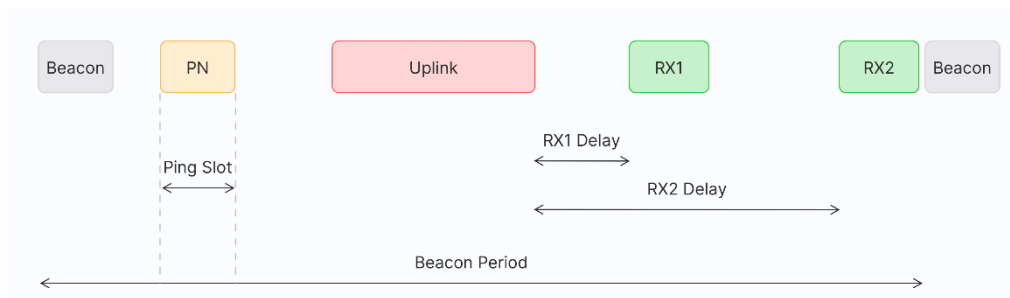 Beacon PN Uplink RX1 RX2 Beacon
RX1 Delay
Ping Slot
RX2 Delay
Beacon Period